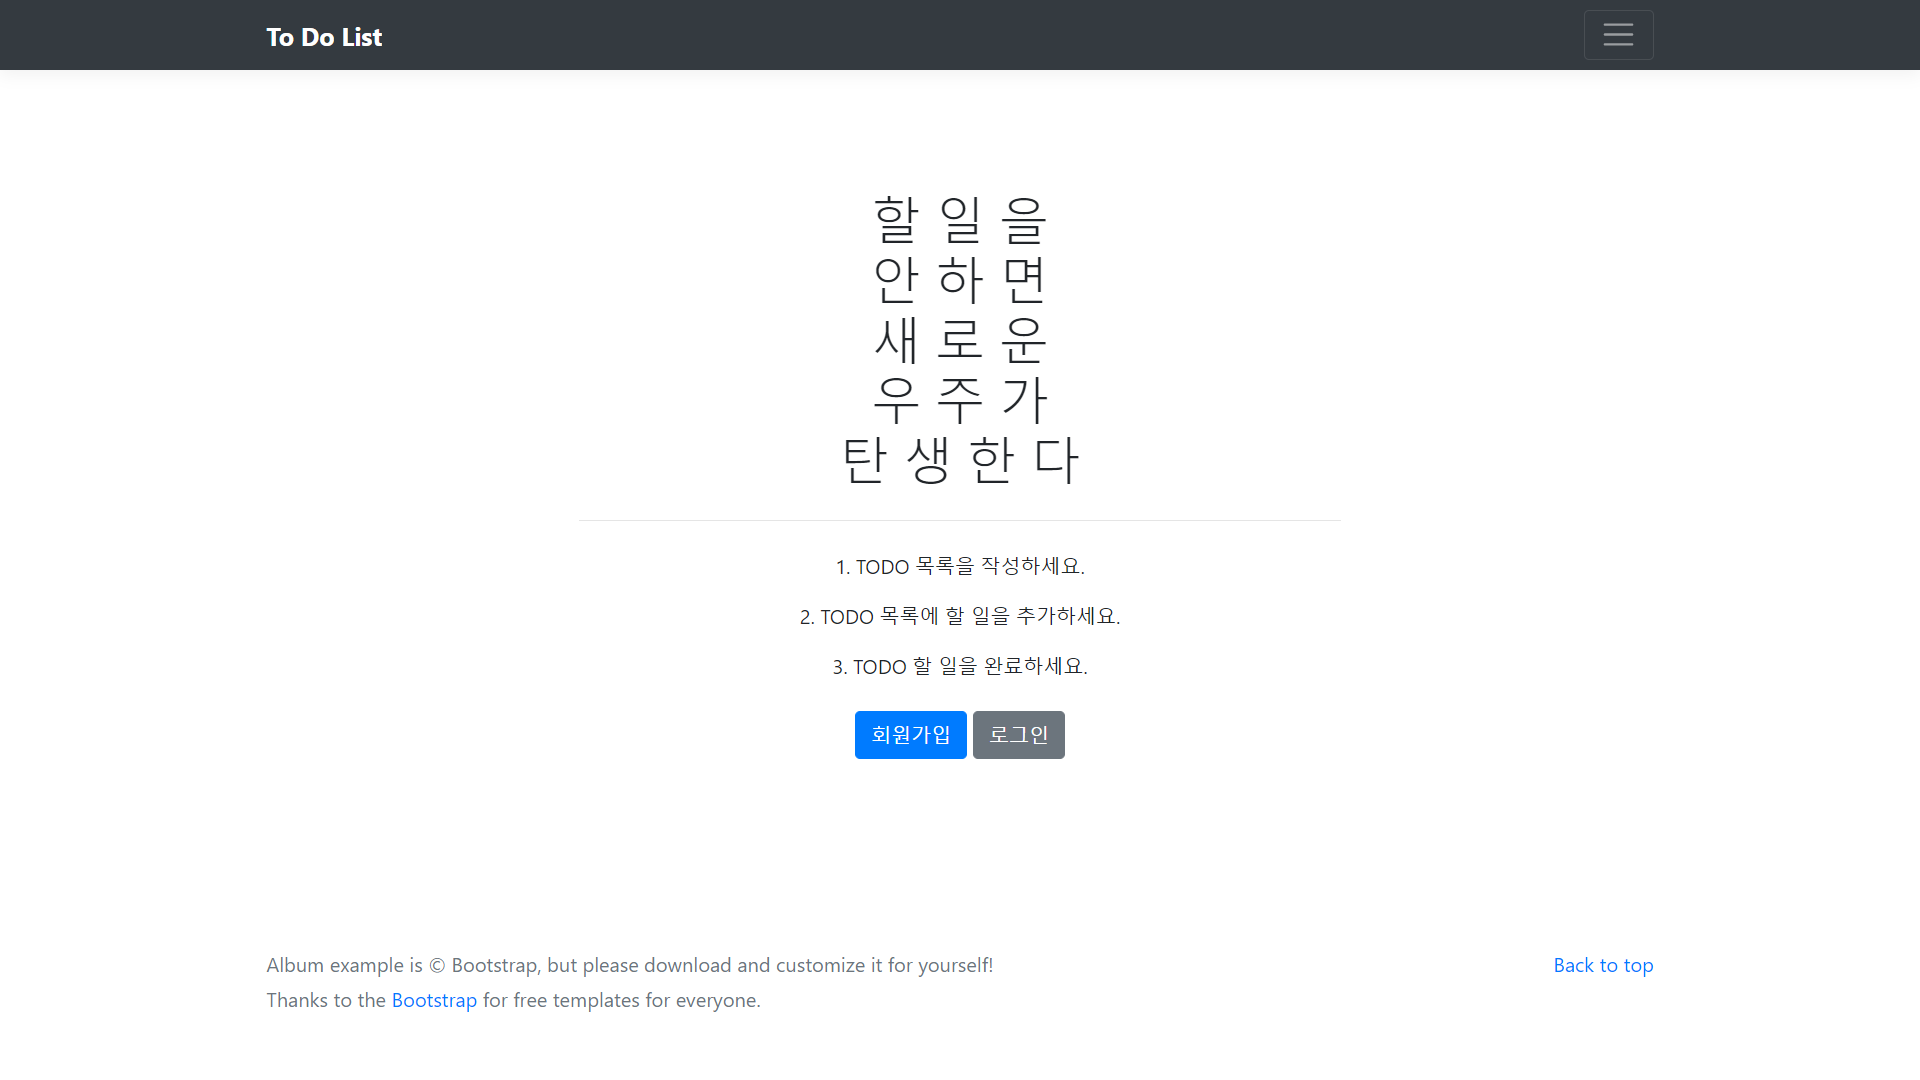 To Do List
할 일 을
안 하 면
새 로 운
우 주 가
탄 생 한 다
1. TODO 목록을 작성하세요.
2. TODO 목록에 할 일을 추가하세요.
3. TODO 할 일을 완료하세요.
회원가입 로그인
Album example is © Bootstrap, but please download and customize it for yourself! Back to top
Thanks to the Bootstrap for free templates for everyone.